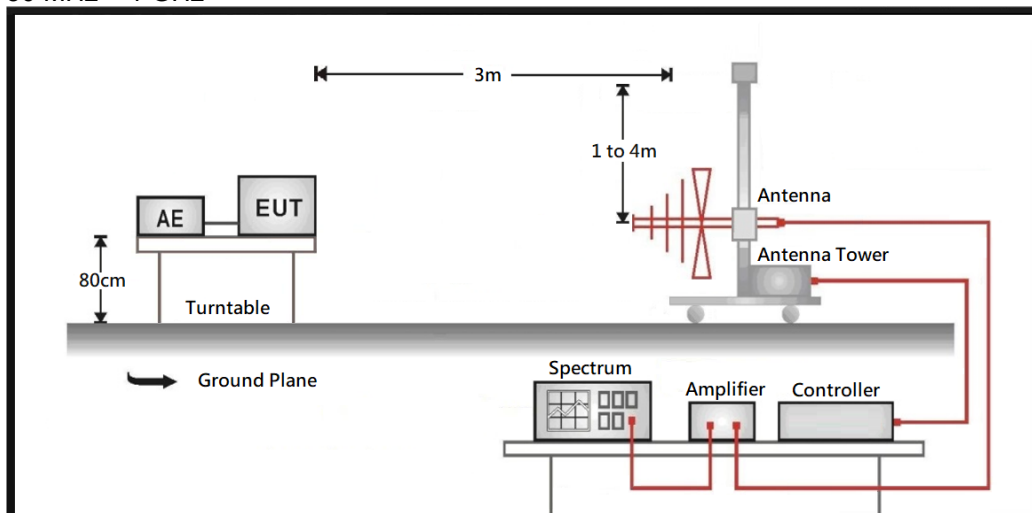 3m
1 to 4m
Antenna
AE
EUT
Antenna Tower
80cm
Turntable
Ground Plane
Spectrum
Amplifier
Controller